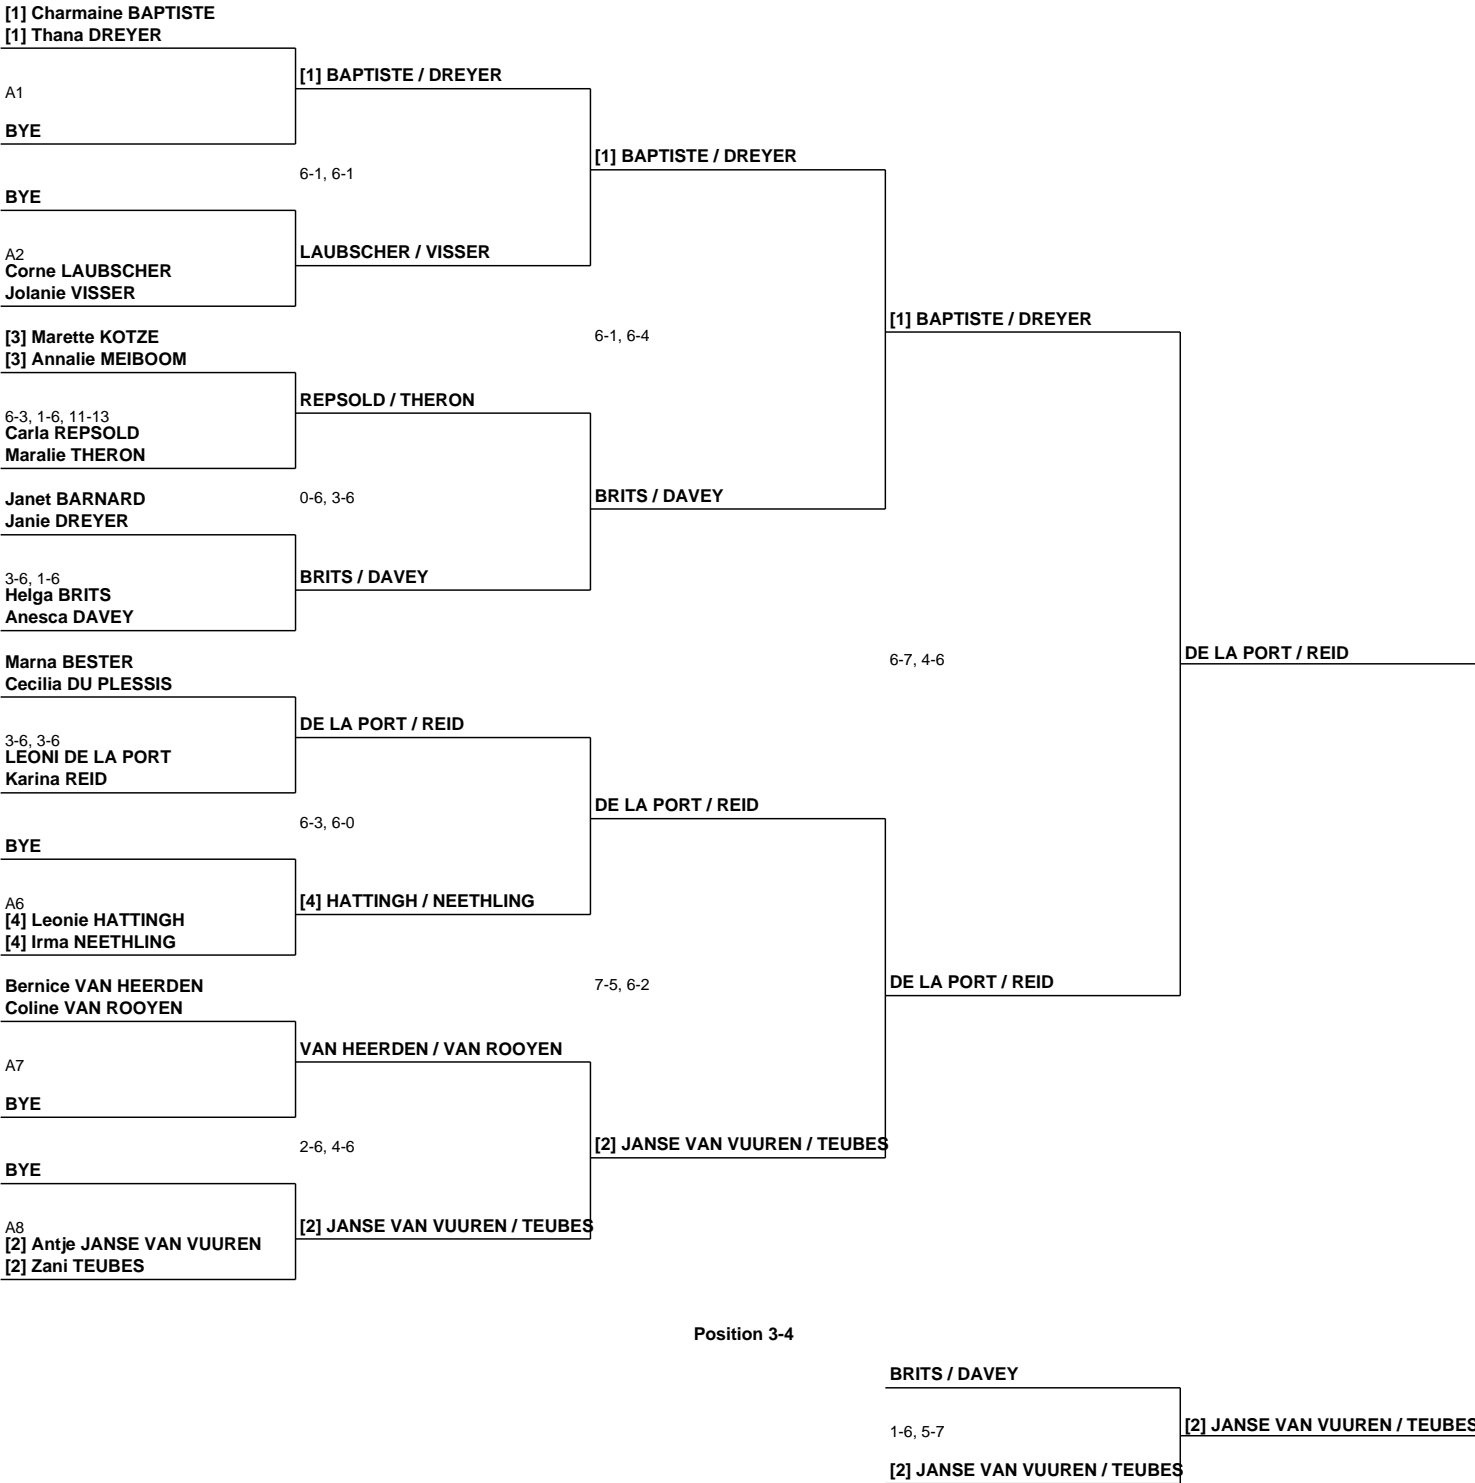 [1] Charmaine BAPTISTE
[1] Thana DREYER
[1] BAPTISTE / DREYER
A1
BYE
[1] BAPTISTE / DREYER
6-1, 6-1
BYE
A2
LAUBSCHER / VISSER
Corne LAUBSCHER
Jolanie VISSER
[1] BAPTISTE / DREYER
[3] Marette KOTZE
6-1, 6-4
[3] Annalie MEIBOOM
REPSOLD / THERON
6-3, 1-6, 11-13
Carla REPSOLD
Maralie THERON
Janet BARNARD
0-6, 3-6
BRITS / DAVEY
Janie DREYER
3-6, 1-6
BRITS / DAVEY
Helga BRITS
Anesca DAVEY
Marna BESTER
6-7, 4-6
DE LA PORT / REID
Cecilia DU PLESSIS
DE LA PORT / REID
3-6, 3-6
LEONI DE LA PORT
Karina REID
DE LA PORT / REID
6-3, 6-0
BYE
A6
[4] HATTINGH / NEETHLING
[4] Leonie HATTINGH
[4] Irma NEETHLING
Bernice VAN HEERDEN
7-5, 6-2
DE LA PORT / REID
Coline VAN ROOYEN
VAN HEERDEN / VAN ROOYEN
A7
BYE
2-6, 4-6
[2] JANSE VAN VUUREN / TEUBES
BYE
A8
[2] JANSE VAN VUUREN / TEUBES
[2] Antje JANSE VAN VUUREN
[2] Zani TEUBES
Position 3-4
BRITS / DAVEY
1-6, 5-7
[2] JANSE VAN VUUREN / TEUBES
[2] JANSE VAN VUUREN / TEUBES